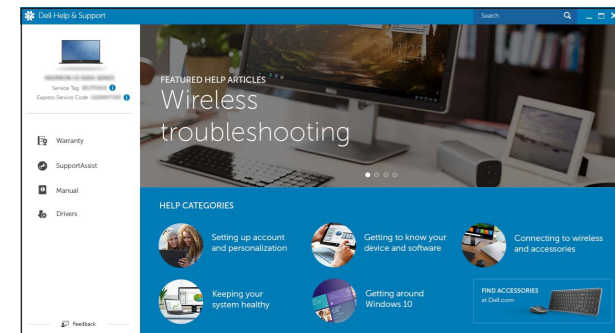 Dell Help & Support
Search
Service Tag
Express Service Code
Warranty
SupportAssist
Manual
Drivers
Feedback
FEATURED HELP ARTICLES
Wireless
troubleshooting
HELP CATEGORIES
Setting up account
and personalization
Getting to know your
device and software
Connecting to wireless
and accessories
Keeping your
system healthy
Getting around
Windows 10
FIND ACCESSORIES
at Dell.com